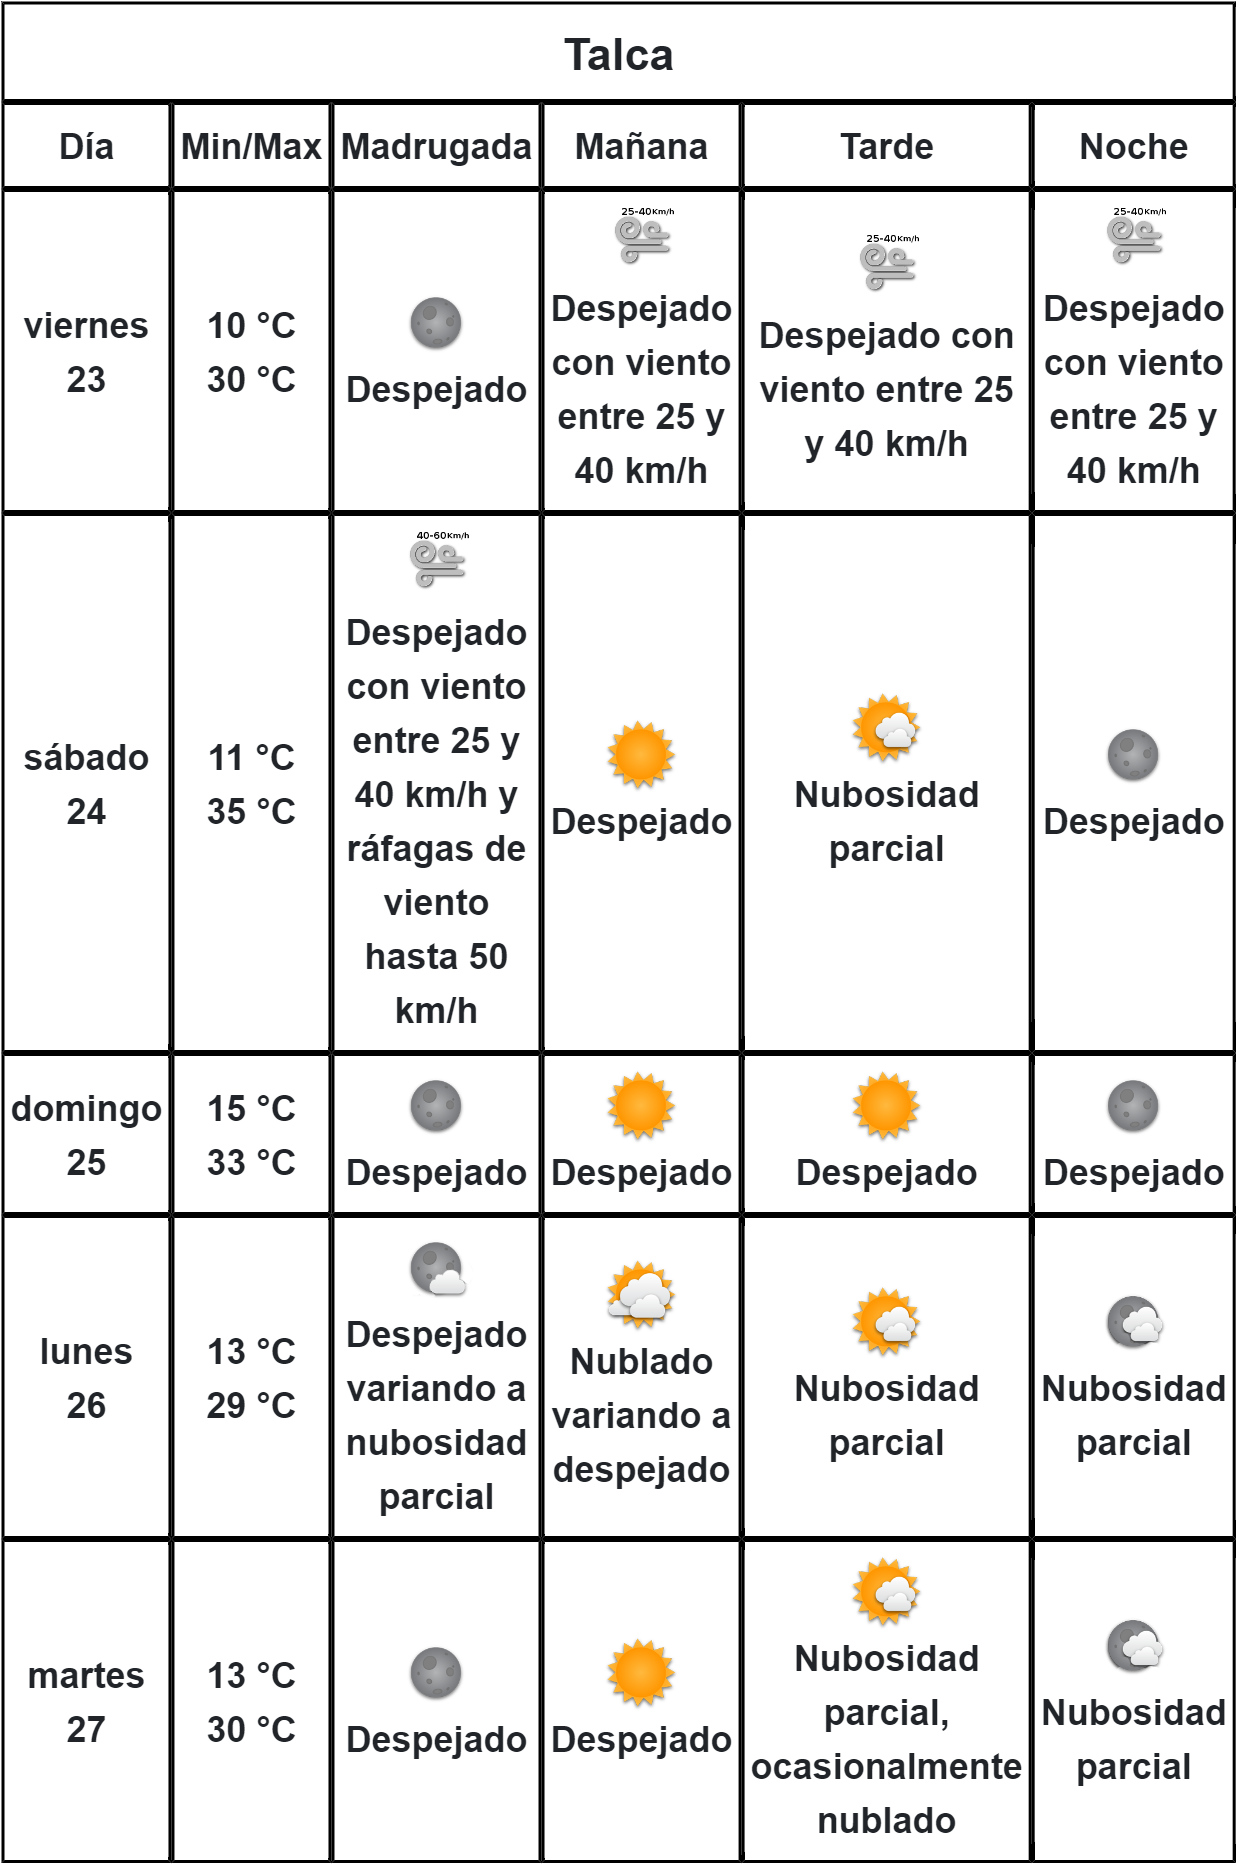 Talca
Día
Min/Max
Madrugada
Mañana
Tarde
Noche
viernes
23
10 °C
30 °C
Despejado
25-40Km/h
Despejado
con viento
entre 25 y
40 km/h
25-40Km/h
Despejado con
viento entre 25
y 40 km/h
25-40Km/h
Despejado
con viento
entre 25 y
40 km/h
sábado
24
11 °C
35 °C
40-60Km/h
Despejado
con viento
entre 25 y
40 km/h y
ráfagas de
viento
hasta 50
km/h
Despejado
Nubosidad
parcial
Despejado
domingo
25
15 °C
33 °C
Despejado
Despejado
Despejado
Despejado
lunes
26
13 °C
29 °C
Despejado
variando a
nubosidad
parcial
Nublado
variando a
despejado
Nubosidad
parcial
Nubosidad
parcial
martes
27
13 °C
30 °C
Despejado
Despejado
Nubosidad
parcial,
ocasionalmente
nublado
Nubosidad
parcial